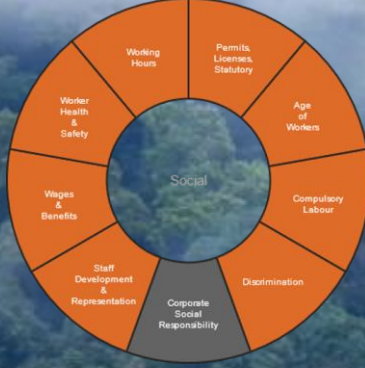 Permits,
Licenses,
Statutory
Age
of
Workers
Compulsory
Labour
Discrimination
Corporate
Social
Responsibility
Staff
Development
&
Representation
Wages
&
Benefits
Worker
Health
&
Safety
Working
Hours
Social